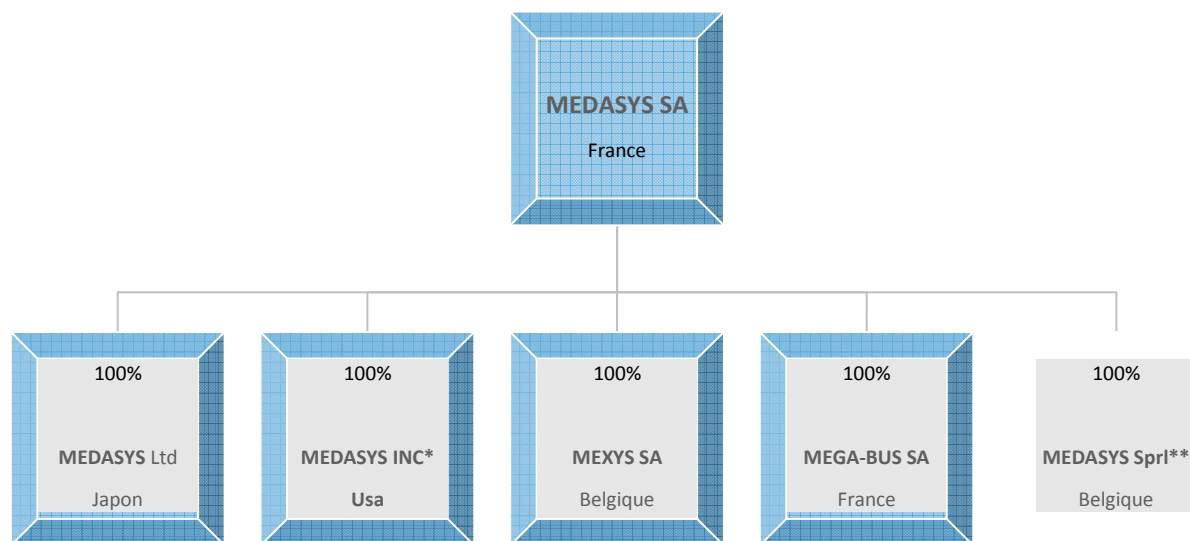 MEDASYS SA
France
100%
MEDASYS Ltd
Japon
100%
MEDASYS INC*
Usa
100%
MEXYS SA
Belgique
100%
MEGA-BUS SA
France
100%
MEDASYS Sprl**
Belgique